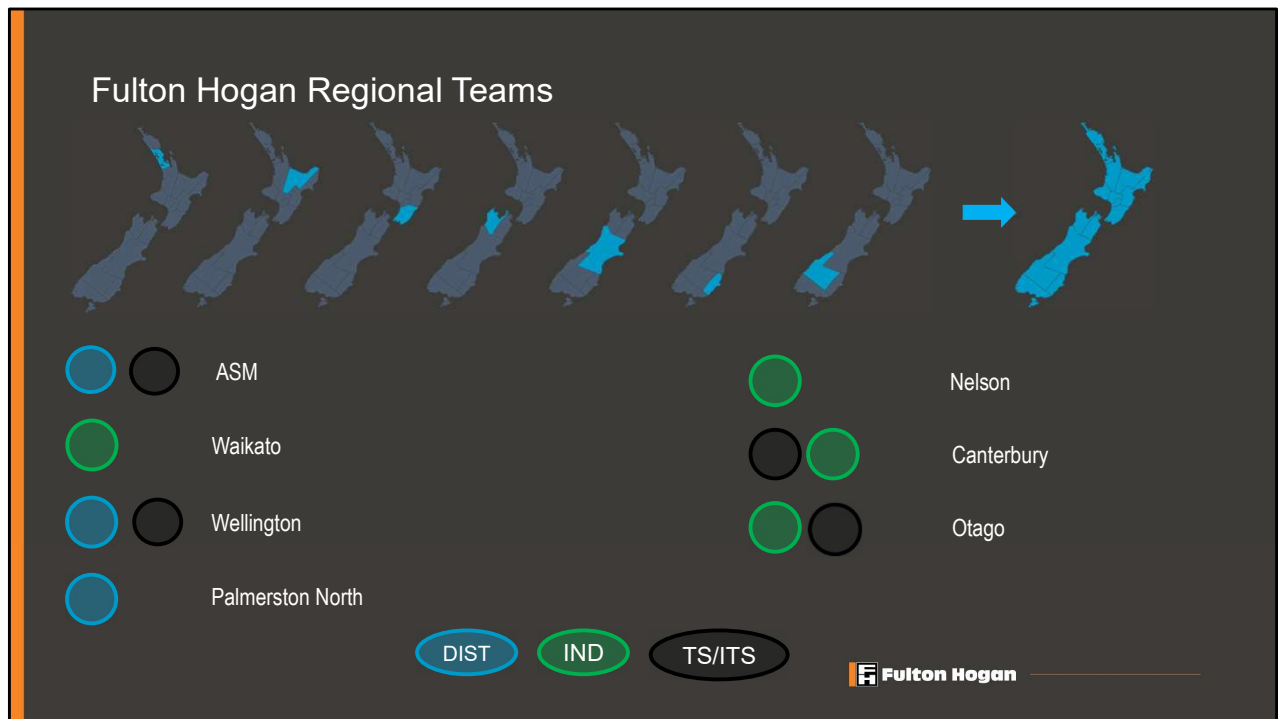 Fulton Hogan Regional Teams
ASM
Waikato
Wellington
Palmerston North
Nelson
Canterbury
Otago
DIST
IND
TS/ITS
Fulton Hogan